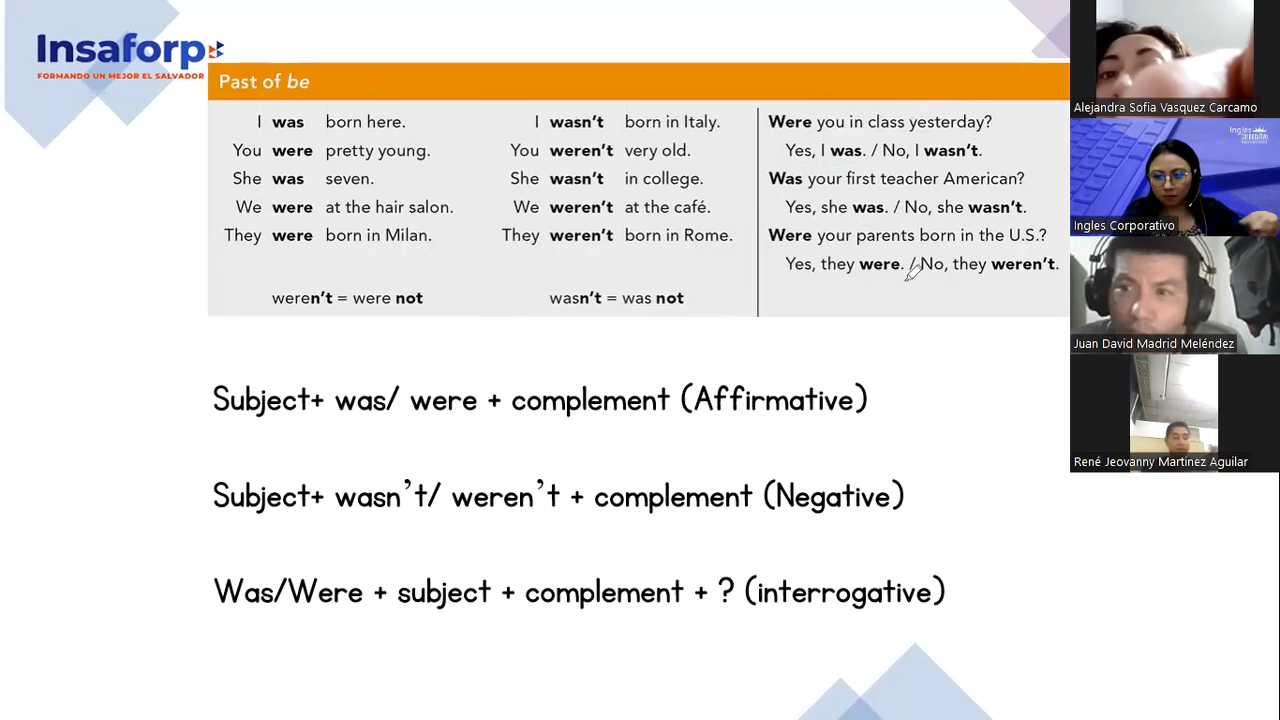 Insaforp
FORMANDO UN MEJOR EL SALVADOR
Past of be
I was born here.
You were pretty young.
She was seven.
We were at the hair salon.
They were born in Milan.
weren't = were not
I wasn't born in Italy.
You weren't very old.
She wasn't in college.
We weren't at the café.
They weren't born in Rome.
wasn't = was not
Were you in class yesterday?
Yes, I was. / No, I wasn't.
Was your first teacher American?
Yes, she was. / No, she wasn't.
Were your parents born in the U.S.?
Yes, they were. / No, they weren't.
Subject+ was/ were + complement (Affirmative)
Subject+ wasn't/ weren't + complement (Negative)
Was/Were + subject + complement + ? (interrogative)
Alejandra Sofía Vasquez Carcamo
Ingles Corporativo
Juan David Madrid Meléndez
René Jeovanny Martínez Aguilar